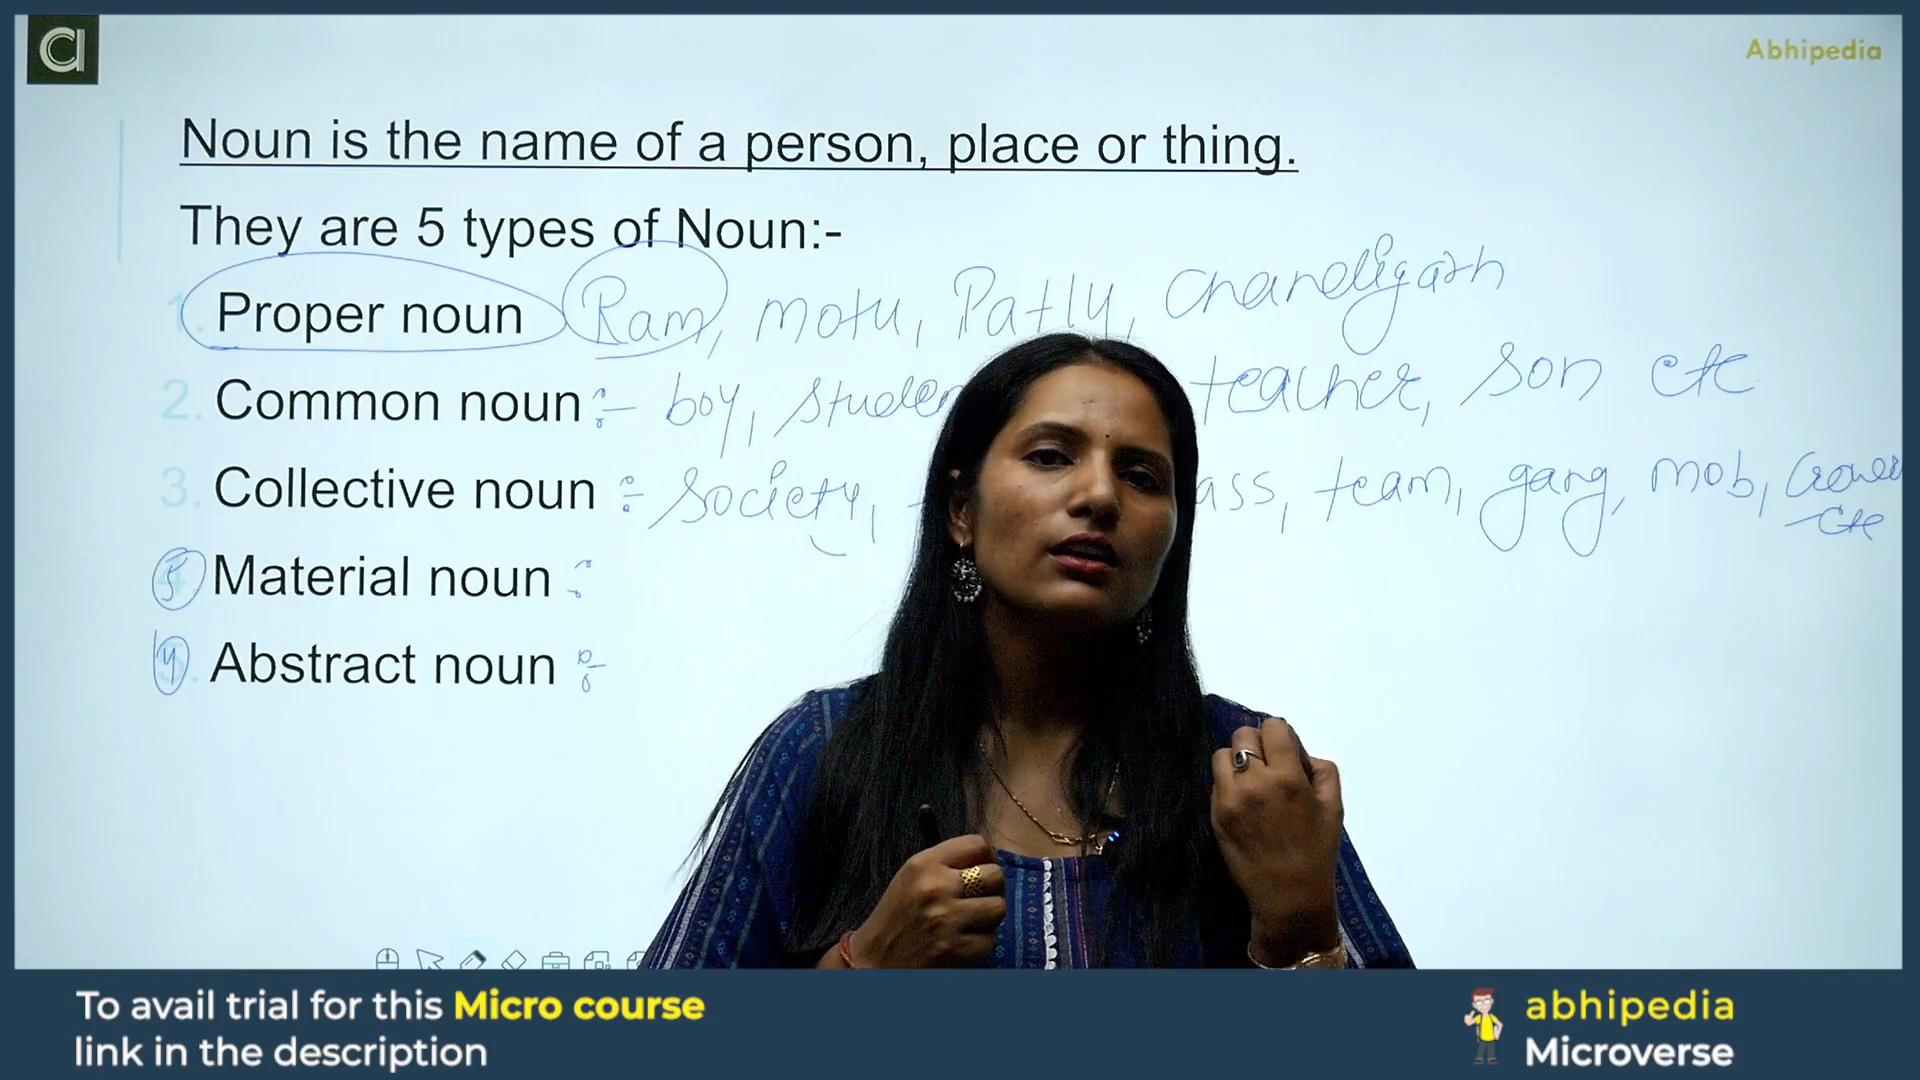 Abhipedia
Noun is the name of a person, place or thing.
They are 5 types of Noun:-
1. Proper noun Ram, motu, Patly, Chandigarh
2. Common noun :- boy, teacher, son etc
3. Collective noun :- society, team, gang, mob,
etc
5 Material noun :
4 Abstract noun :-
To avail trial for this Micro course
link in the description
abhipedia
Microverse